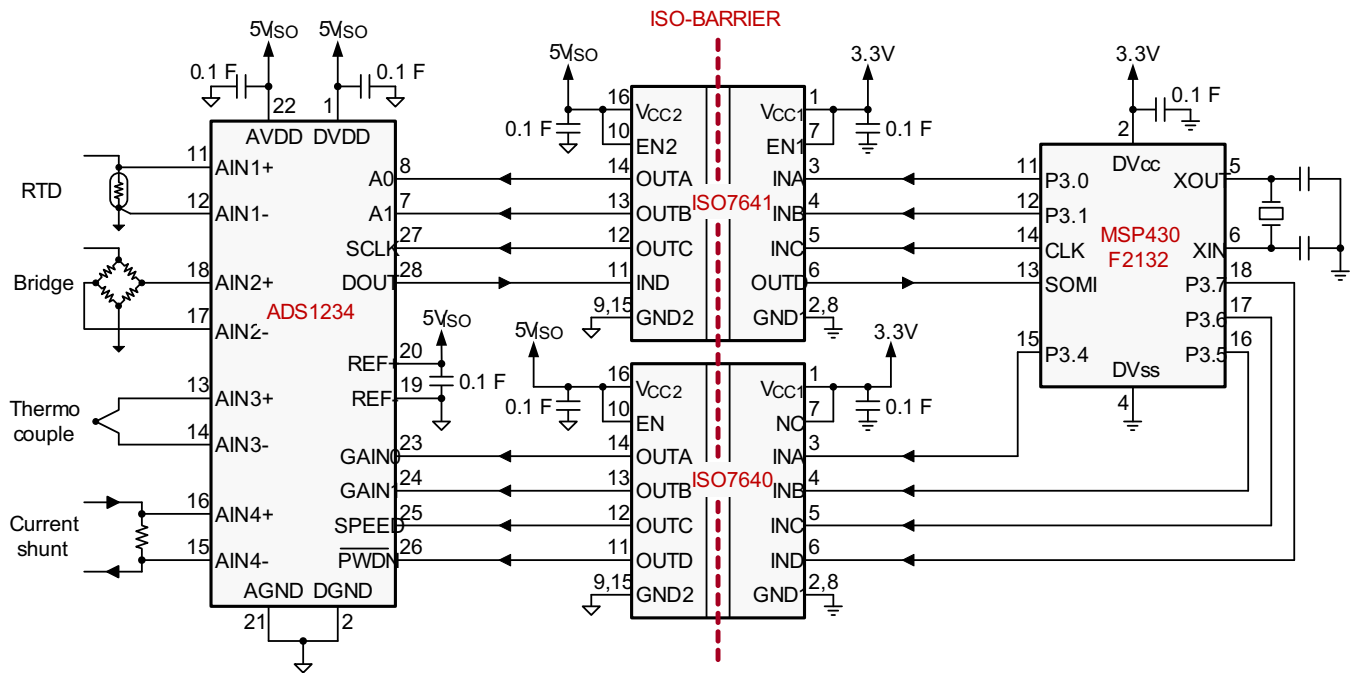 ISO-BARRIER
5VISO
5VISO
0.1 F
0.1 F
22
1
AVDD
DVDD
RTD
11
AIN1+
12
AIN1-
Bridge
18
AIN2+
17
AIN2-
Thermo
couple
13
AIN3+
14
AIN3-
Current
shunt
16
AIN4+
15
AIN4-
ADS1234
A0
8
A1
7
SCLK
27
DOUT
28
5VISO
REF+
20
REF-
19
0.1 F
GAIN0
23
GAIN1
24
SPEED
25
PWDN
26
AGND
DGND
21
2
5VISO
0.1 F
16
VCC2
10
EN2
14
OUTA
13
OUTB
12
OUTC
11
IND
9,15
GND2
ISO7641
3.3V
0.1 F
VCC1
1
EN1
7
INA
3
INB
4
INC
5
OUTD
6
GND1
2,8
5VISO
0.1 F
16
VCC2
10
EN
14
OUTA
13
OUTB
12
OUTC
11
OUTD
9,15
GND2
ISO7640
3.3V
0.1 F
VCC1
1
NC
7
INA
3
INB
4
INC
5
IND
6
GND1
2,8
3.3V
0.1 F
2
DVcc
11
P3.0
12
P3.1
14
CLK
13
SOMI
15
P3.4
MSP430
F2132
XOUT
5
XIN
6
P3.7
18
P3.6
17
P3.5
16
DVss
4